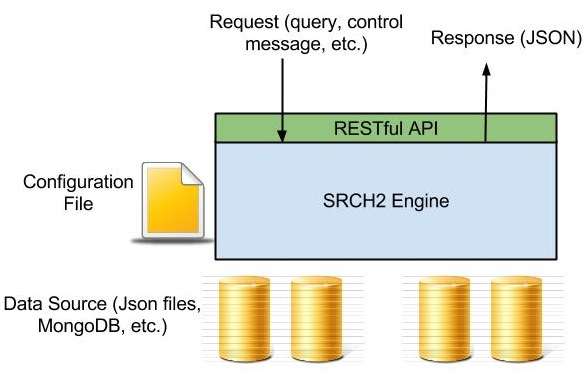 Request (query, control
message, etc.)
Response (JSON)
RESTful API
SRCH2 Engine
Configuration
File
Data Source (Json files,
MongoDB, etc.)